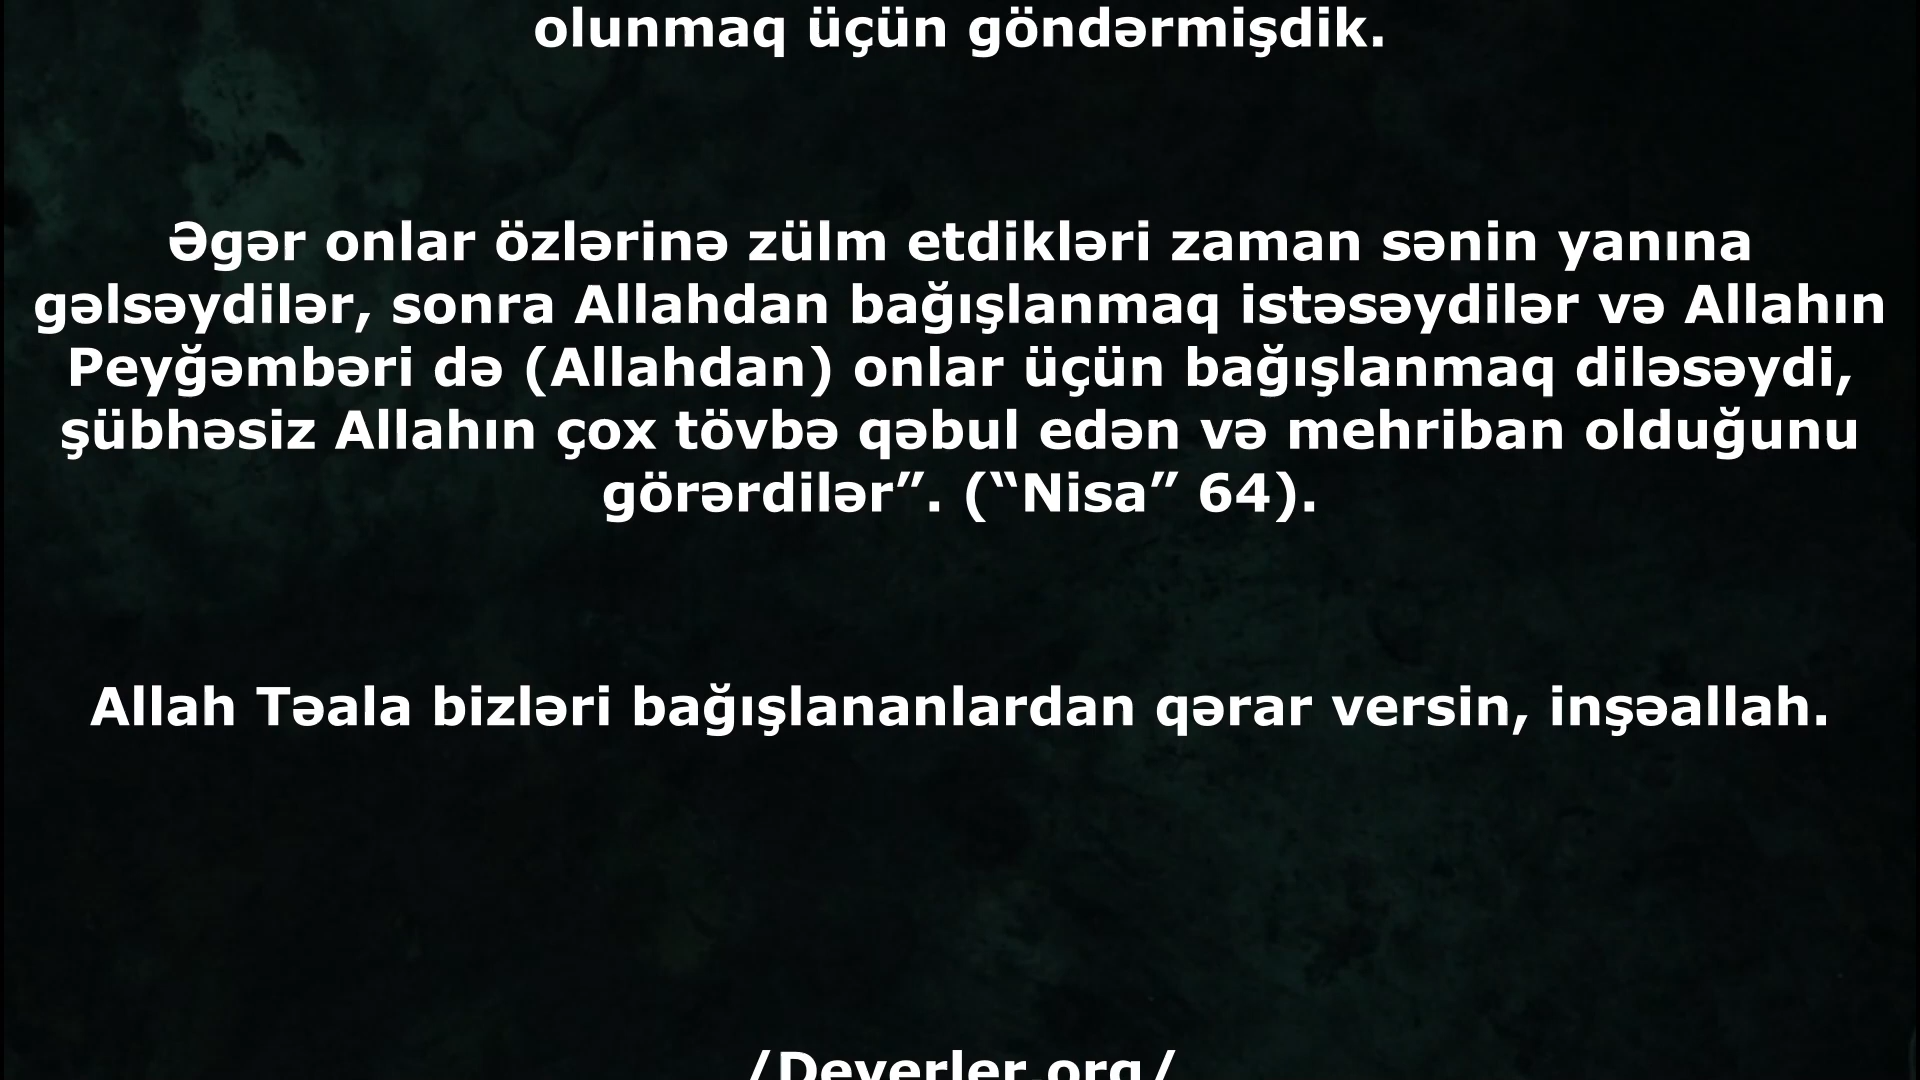 olunmaq üçün göndərmişdik.
Əgər onlar özlərinə zülm etdikləri zaman sənin yanına
gəlsəydilər, sonra Allahdan bağışlanmaq istəsəydilər və Allahın
Peyğəmbəri də (Allahdan) onlar üçün bağışlanmaq diləsəydi,
şübhəsiz Allahın çox tövbə qəbul edən və mehriban olduğunu
görərdilər”. (“Nisa” 64).
Allah Təala bizləri bağışlananlardan qərar versin, inşəallah.
/Deyerler.org/